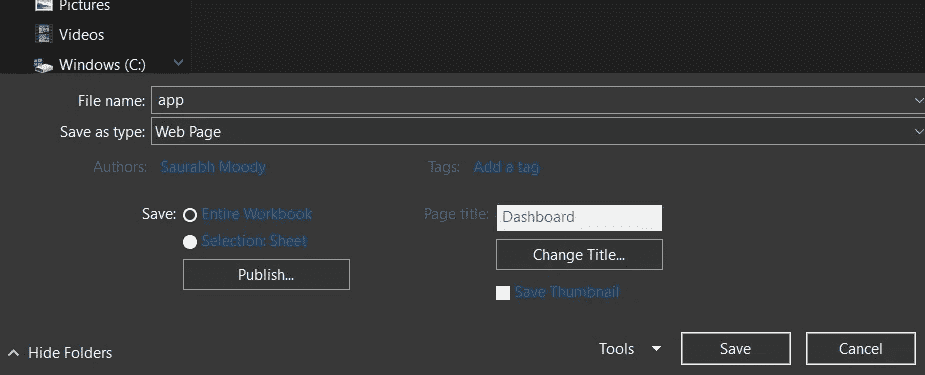 Pictures
Videos
Windows (C:)
File name: app
Save as type: Web Page
Authors: Saurabh Moody Tags: Add a tag
Save: Entire Workbook Page title: Dashboard
Selection: Sheet
Change Title...
Publish...
Save Thumbnail
Hide Folders Tools Save Cancel